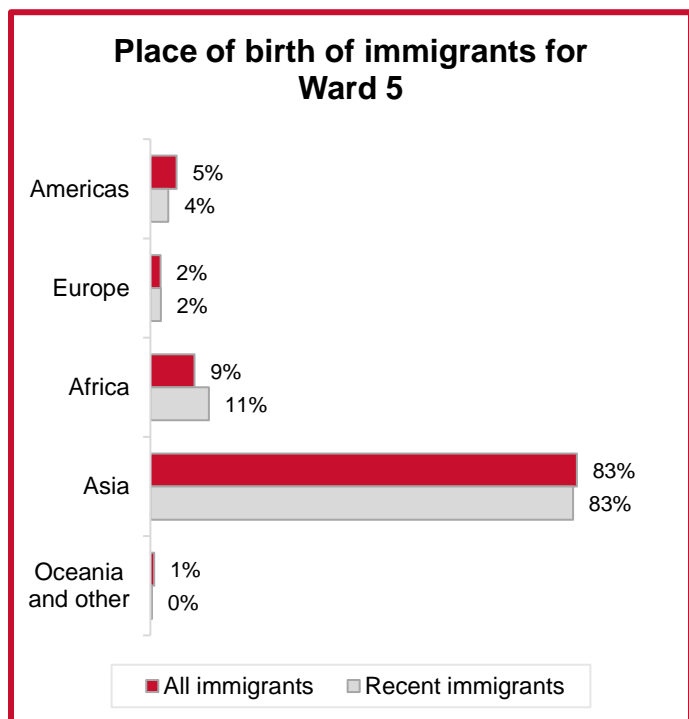 Place of birth of immigrants for
Ward 5
Americas
5%
4%
Europe
2%
2%
Africa
9%
11%
Asia
83%
83%
Oceania
and other
1%
0%
All immigrants
Recent immigrants